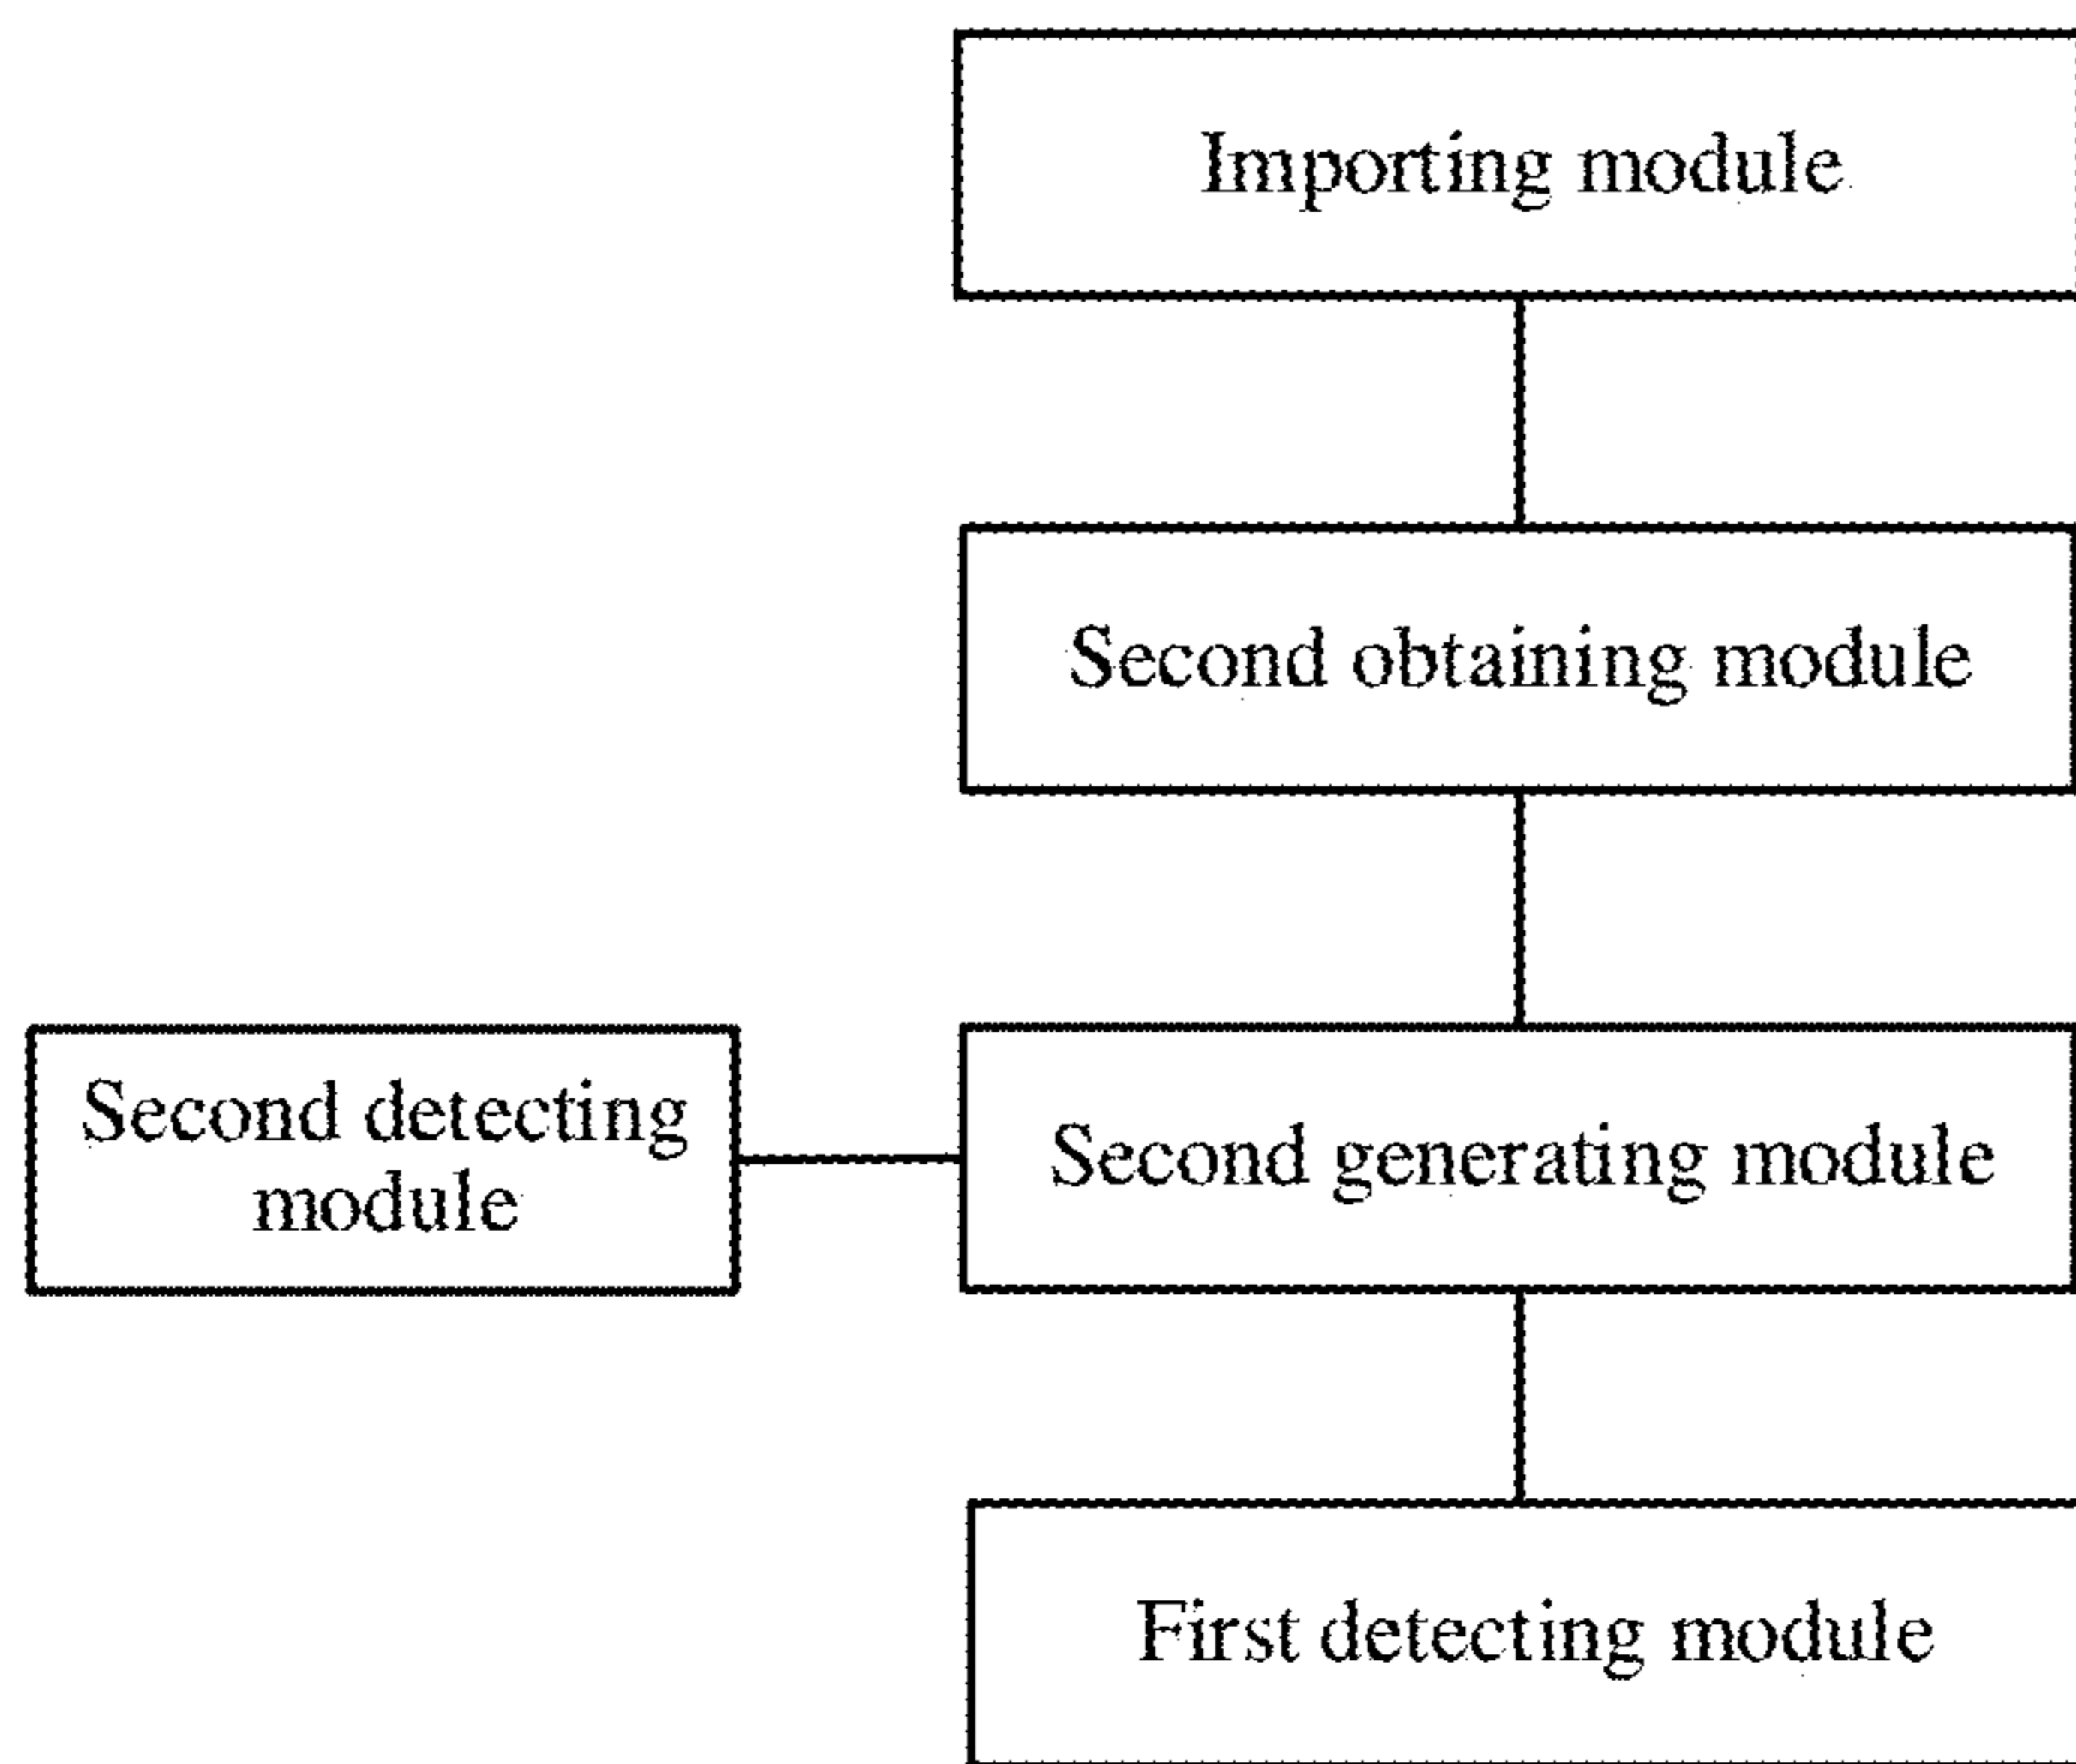 Importing module
Second obtaining module
Second detecting
module
Second generating module
First detecting module